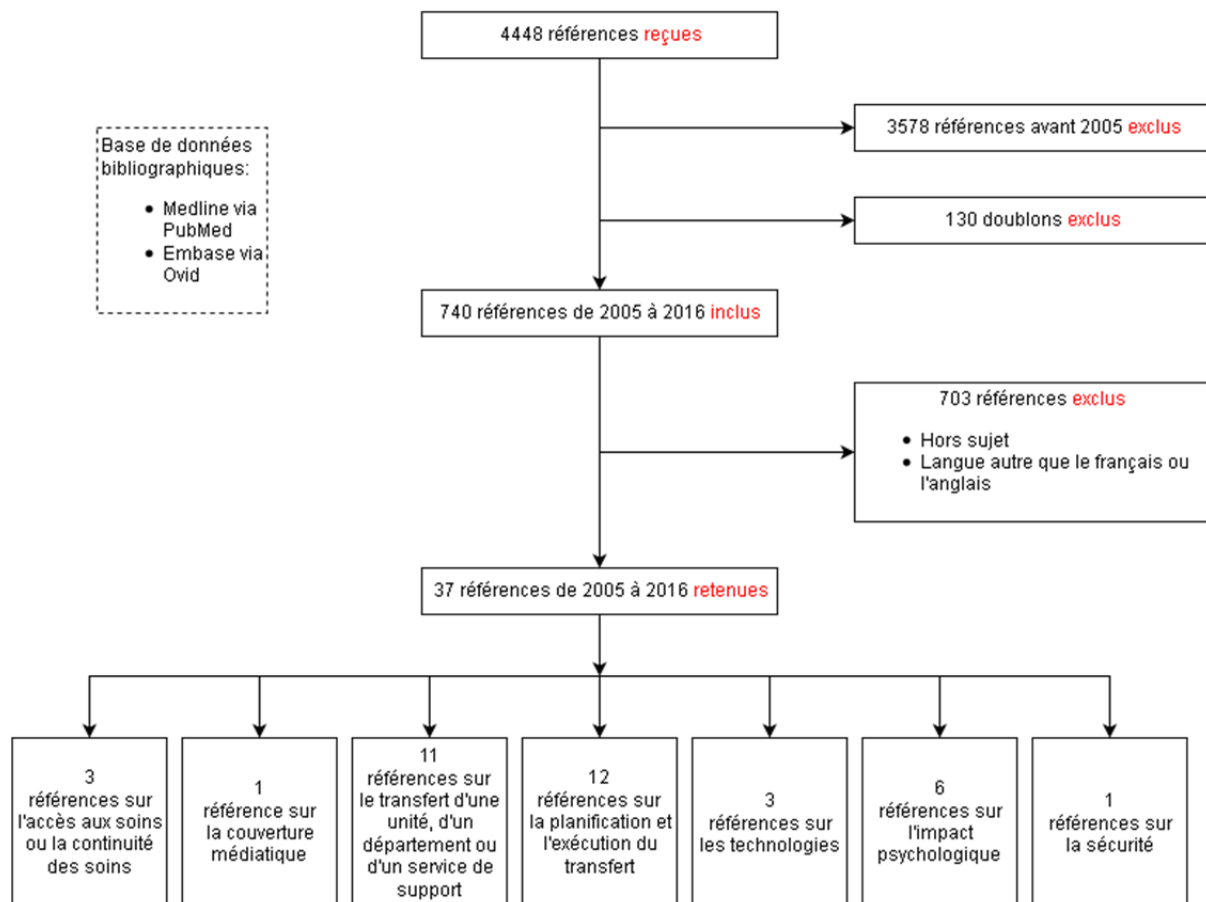 4448 références reçues
3578 références avant 2005 exclus
Base de données
bibliographiques:
• Medline via
PubMed
• Embase via
Ovid
130 doublons exclus
740 références de 2005 à 2016 inclus
703 références exclus
• Hors sujet
• Langue autre que le français ou
l'anglais
37 références de 2005 à 2016 retenues
3
références sur
l'accès aux soins
ou la continuité
des soins
1
référence sur
la couverture
médiatique
11
références sur
le transfert d'une
unité, d'un
département ou
d'un service de
support
12
références sur
la planification et
l'exécution du
transfert
3
références sur
les technologies
6
références sur
l'impact
psychologique
1
références sur
la sécurité